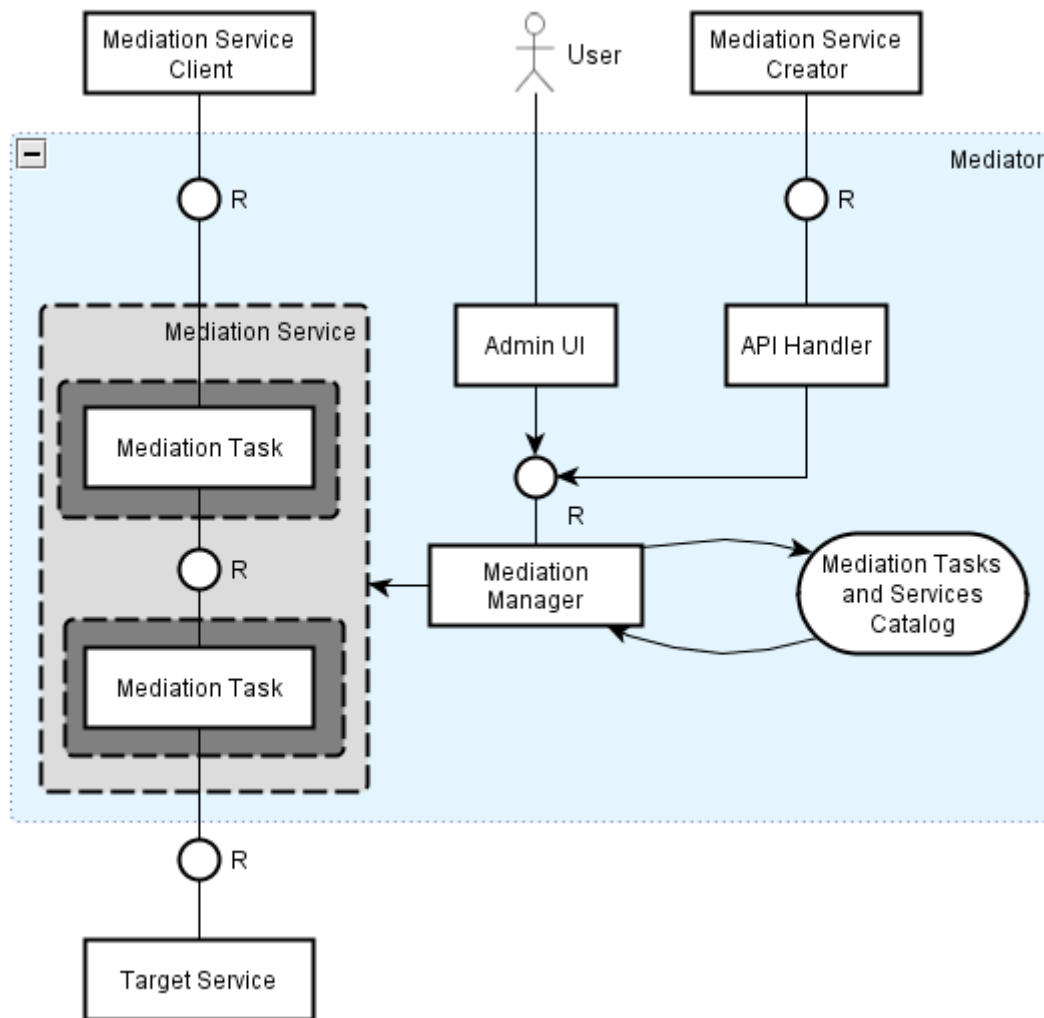 Mediation Service
Client
User
Mediation Service
Creator
Mediator
R
R
Mediation Service
Admin UI
API Handler
Mediation Task
R
R
Mediation
Manager
Mediation Tasks
and Services
Catalog
Mediation Task
R
Target Service